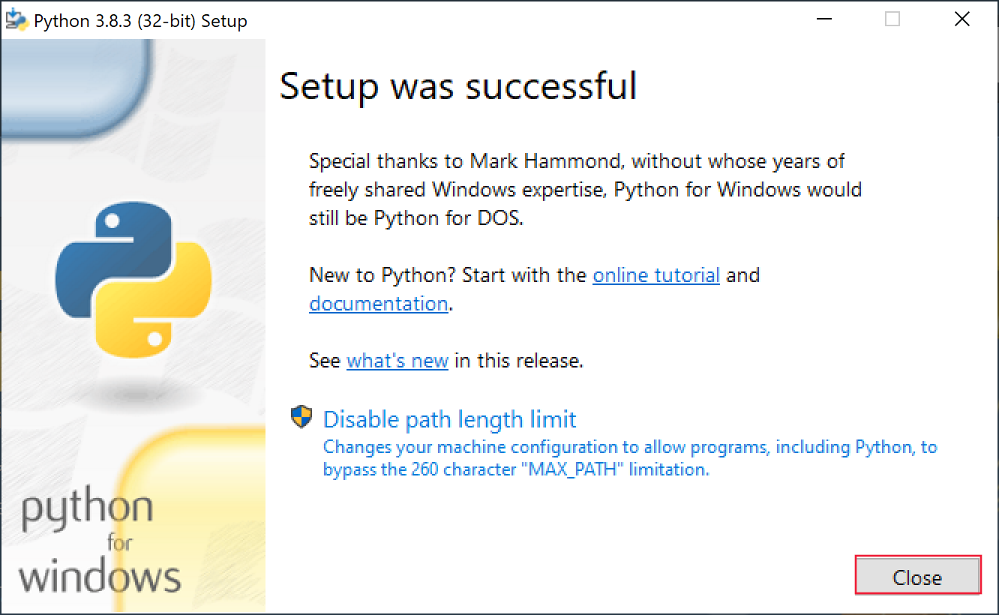 Python 3.8.3 (32-bit) Setup
Setup was successful
Special thanks to Mark Hammond, without whose years of
freely shared Windows expertise, Python for Windows would
still be Python for DOS.
New to Python? Start with the online tutorial and
documentation.
See what's new in this release.
Disable path length limit
Changes your machine configuration to allow programs, including Python, to
bypass the 260 character "MAX_PATH" limitation.
python
for
windows
Close